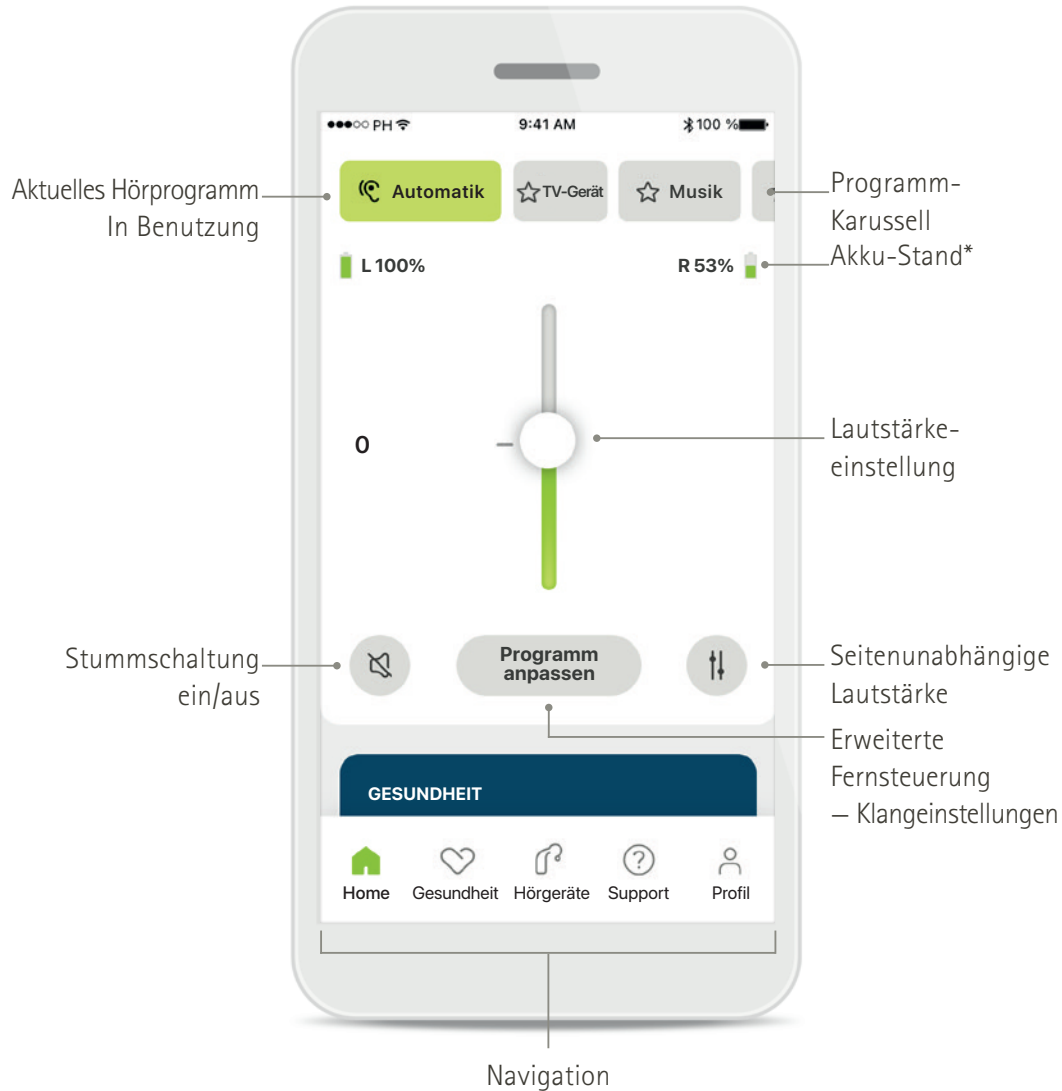 PH 9:41 AM 100 %
Automatik TV-Gerät Musik
Aktuelles Hörprogramm
In Benutzung
Programm-
Karussell
L 100% R 53%
Akku-Stand*
0
Lautstärke-
einstellung
Stummschaltung
ein/aus
Programm
anpassen
Seitenunabhängige
Lautstärke
Erweiterte
Fernsteuerung
– Klangeinstellungen
GESUNDHEIT
Home Gesundheit Hörgeräte Support Profil
Navigation